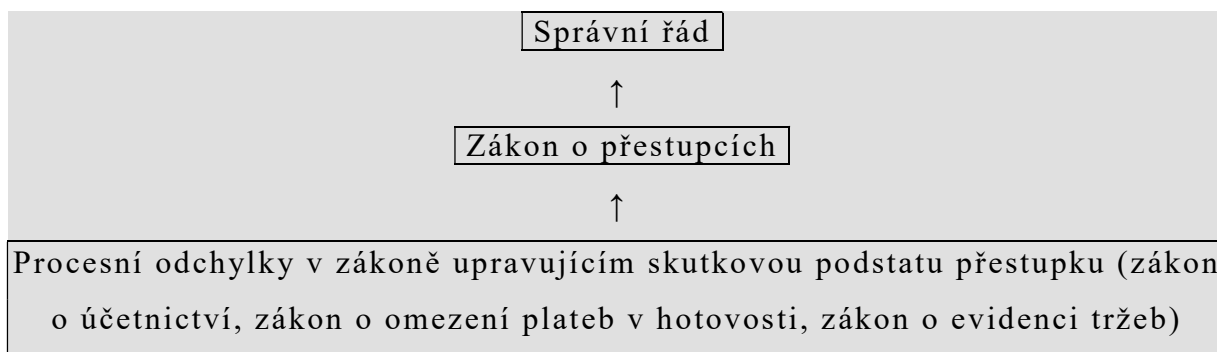 Správní řád
↑
Zákon o přestupcích
↑
Procesní odchylky v zákoně upravujícím skutkovou podstatu přestupku (zákon
o účetnictví, zákon o omezení plateb v hotovosti, zákon o evidenci tržeb)